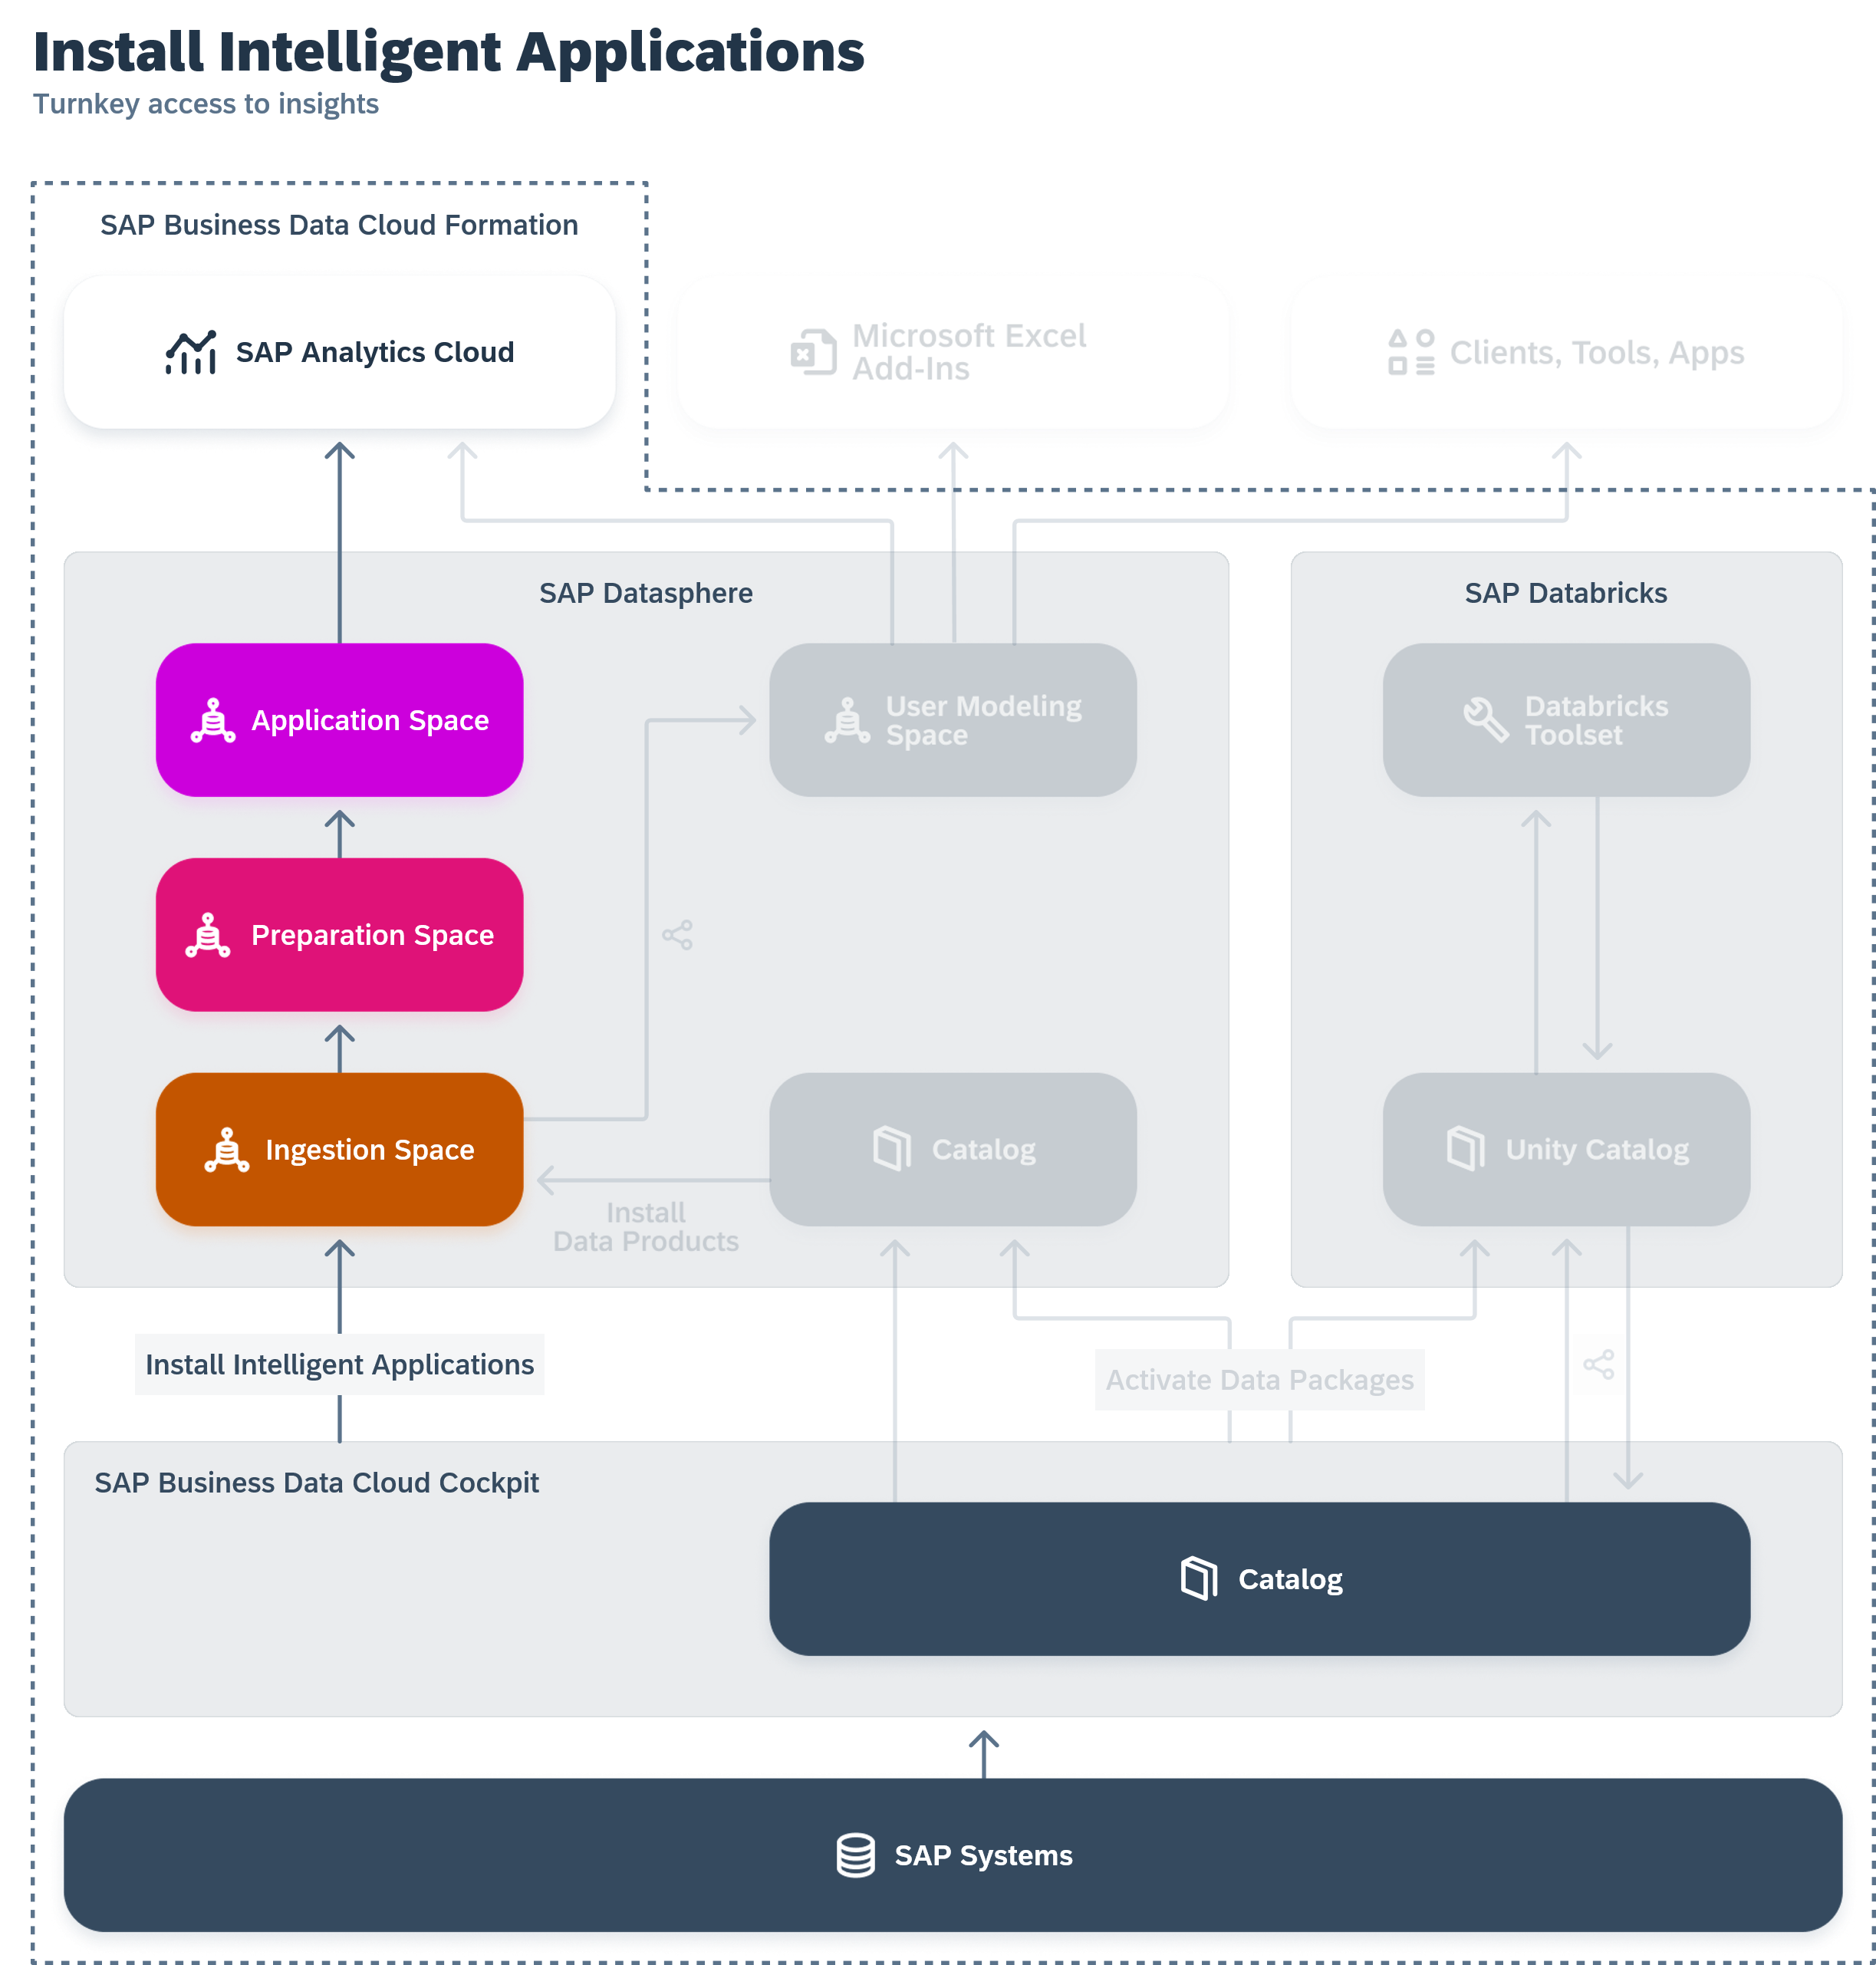 Install Intelligent Applications
Turnkey access to insights
SAP Business Data Cloud Formation
SAP Analytics Cloud
Microsoft Excel
Add-Ins
Clients, Tools, Apps
SAP Datasphere
SAP Databricks
Application Space
User Modeling
Space
Databricks
Toolset
Preparation Space
Ingestion Space
Catalog
Unity Catalog
Install
Data Products
Install Intelligent Applications
Activate Data Packages
SAP Business Data Cloud Cockpit
Catalog
SAP Systems